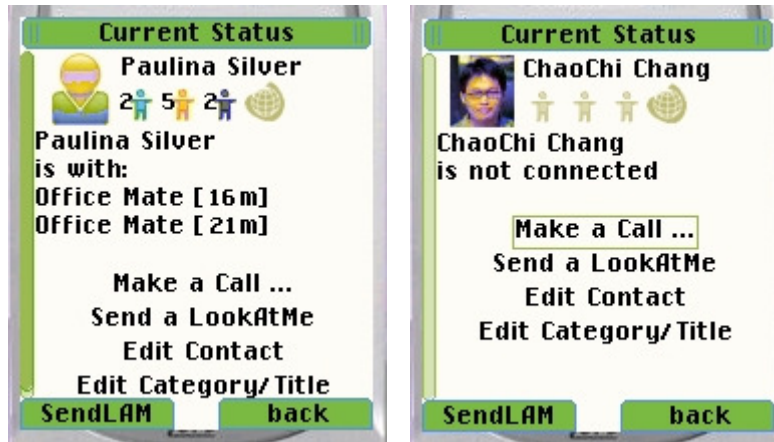 Current Status
Paulina Silver
2 5 2
Paulina Silver
is with:
Office Mate [16m]
Office Mate [21m]
Make a Call ...
Send a LookAtMe
Edit Contact
Edit Category/Title
SendLAM back
Current Status
ChaoChi Chang
ChaoChi Chang
is not connected
Make a Call ...
Send a LookAtMe
Edit Contact
Edit Category/Title
SendLAM back